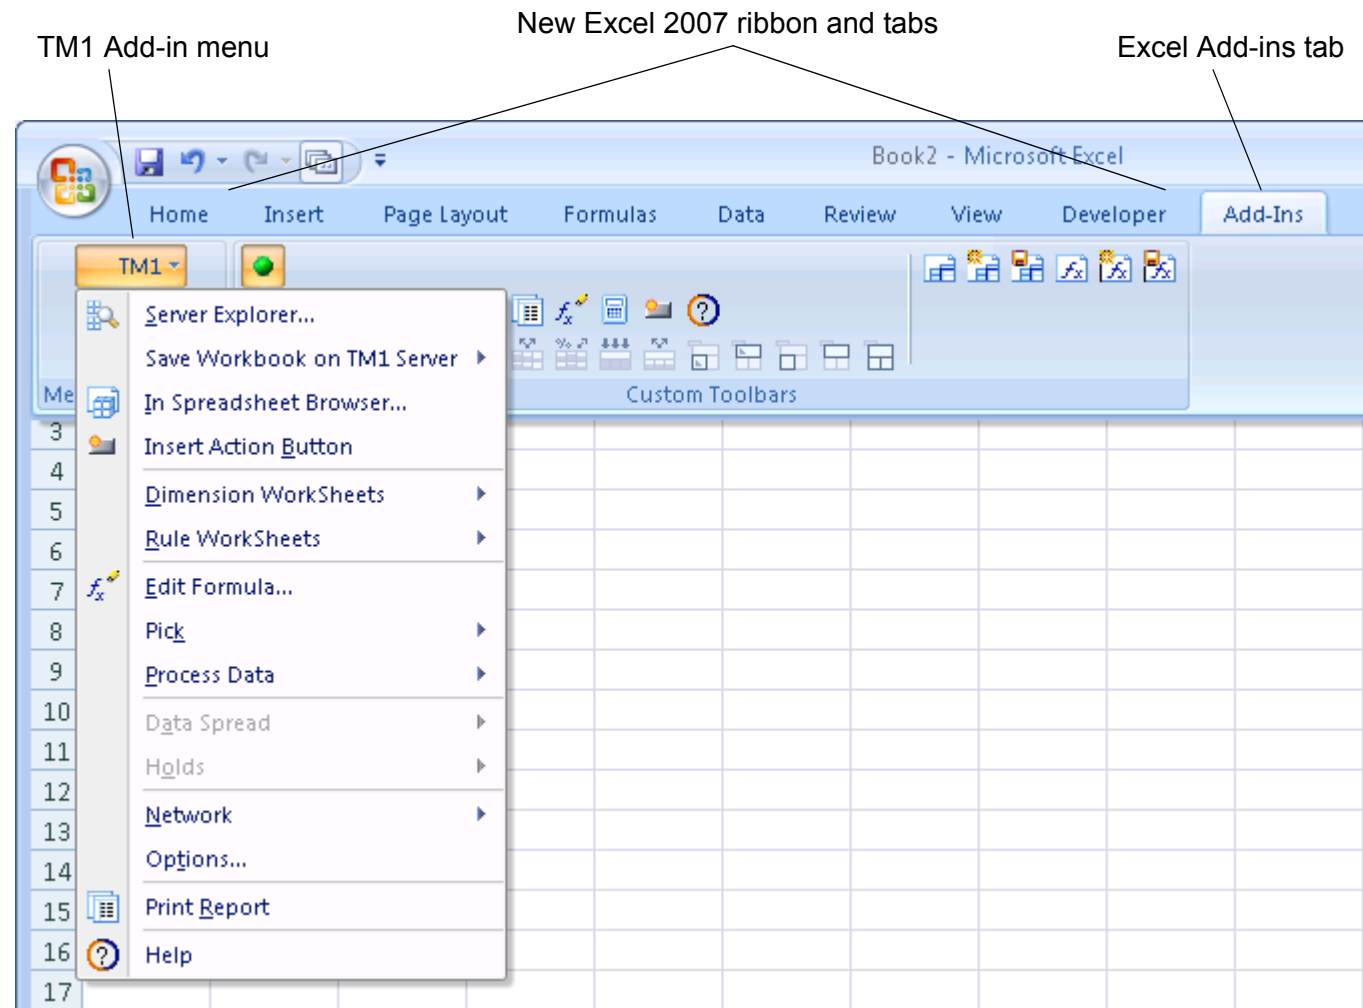 New Excel 2007 ribbon and tabs
TM1 Add-in menu
Excel Add-ins tab
Book2 - Microsoft Excel
Home Insert Page Layout Formulas Data Review View Developer Add-Ins
TM1
Server Explorer...
Save Workbook on TM1 Server
Me
Custom Toolbars
In Spreadsheet Browser...
3
Insert Action Button
4
Dimension WorkSheets
5
Rule WorkSheets
6
Edit Formula...
7
Pick
8
Process Data
9
Data Spread
10
Holds
11
12
Network
13
Options...
14
Print Report
15
Help
16
17